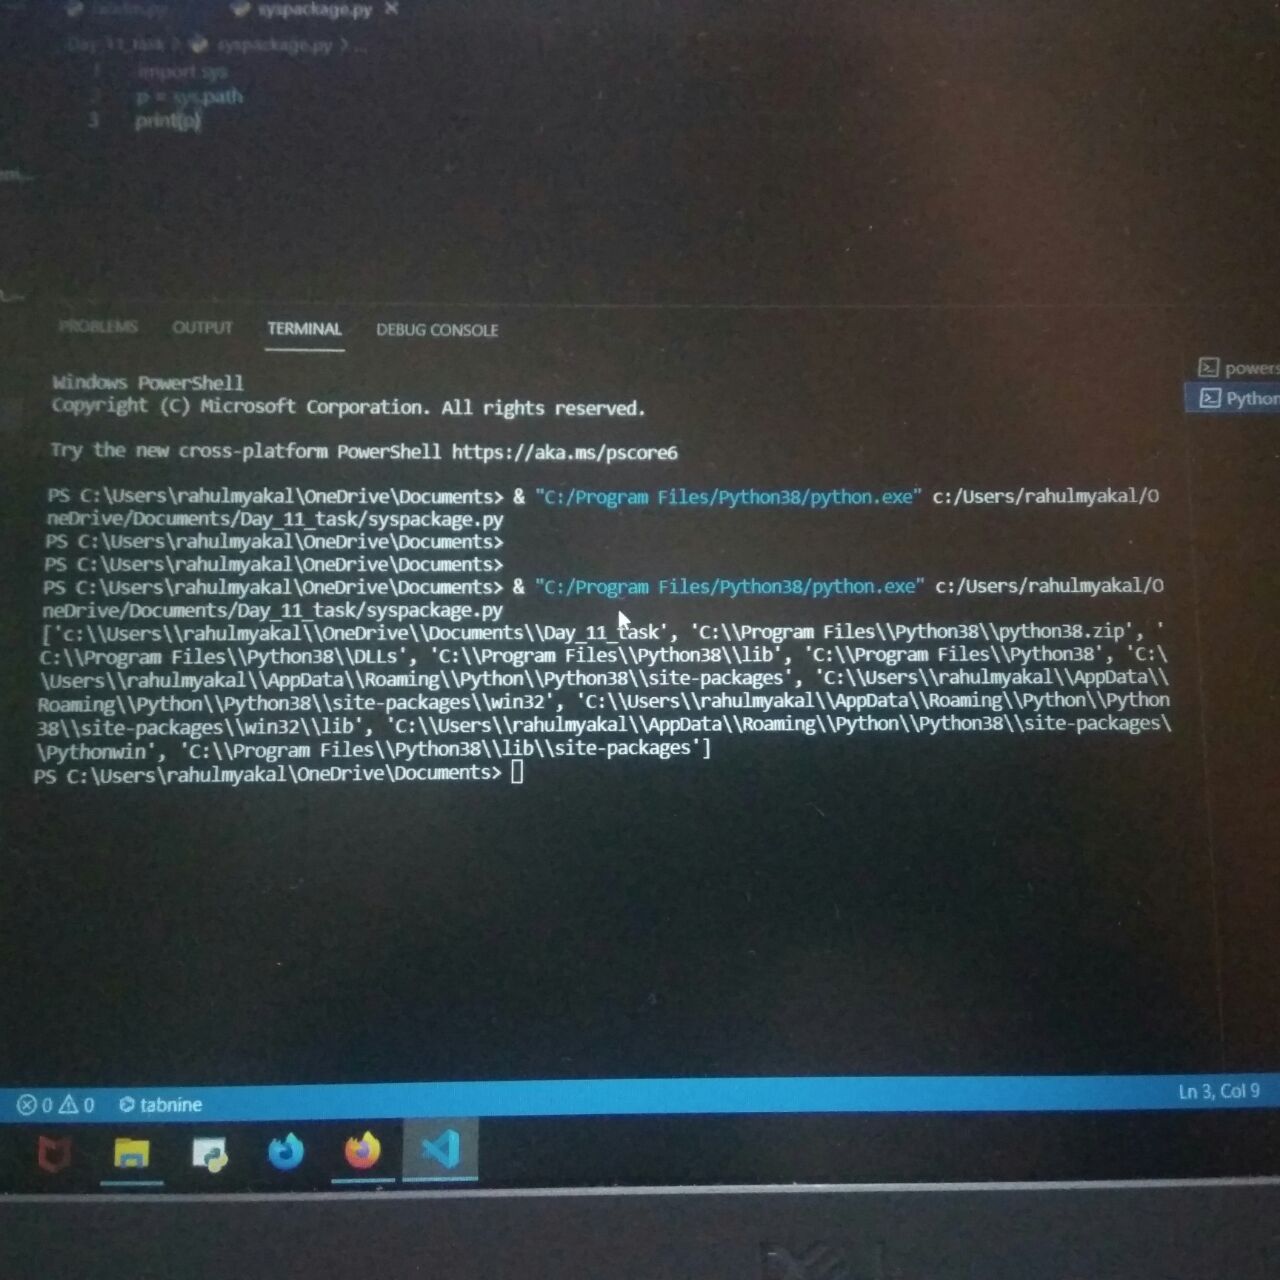 syspackage.py ×
Day_11_task > syspackage.py > ...
1 import sys
2 p = sys.path
3 print(p)
PROBLEMS OUTPUT TERMINAL DEBUG CONSOLE
Windows PowerShell
Copyright (C) Microsoft Corporation. All rights reserved.
Try the new cross-platform PowerShell https://aka.ms/pscore6
PS C:\Users\rahulmyakal\OneDrive\Documents> & "C:/Program Files/Python38/python.exe" c:/Users/rahulmyakal/O
neDrive/Documents/Day_11_task/syspackage.py
PS C:\Users\rahulmyakal\OneDrive\Documents>
PS C:\Users\rahulmyakal\OneDrive\Documents>
PS C:\Users\rahulmyakal\OneDrive\Documents> & "C:/Program Files/Python38/python.exe" c:/Users/rahulmyakal/O
neDrive/Documents/Day_11_task/syspackage.py
['c:\\Users\\rahulmyakal\\OneDrive\\Documents\\Day_11_task', 'C:\\Program Files\\Python38\\python38.zip', '
C:\\Program Files\\Python38\\DLLs', 'C:\\Program Files\\Python38\\lib', 'C:\\Program Files\\Python38', 'C:\
\Users\\rahulmyakal\\AppData\\Roaming\\Python\\Python38\\site-packages', 'C:\\Users\\rahulmyakal\\AppData\\
Roaming\\Python\\Python38\\site-packages\\win32', 'C:\\Users\\rahulmyakal\\AppData\\Roaming\\Python\\Python
38\\site-packages\\win32\\lib', 'C:\\Users\\rahulmyakal\\AppData\\Roaming\\Python\\Python38\\site-packages\
\Pythonwin', 'C:\\Program Files\\Python38\\lib\\site-packages']
PS C:\Users\rahulmyakal\OneDrive\Documents>
powers
Python
0 0 tabnine
Ln 3, Col 9